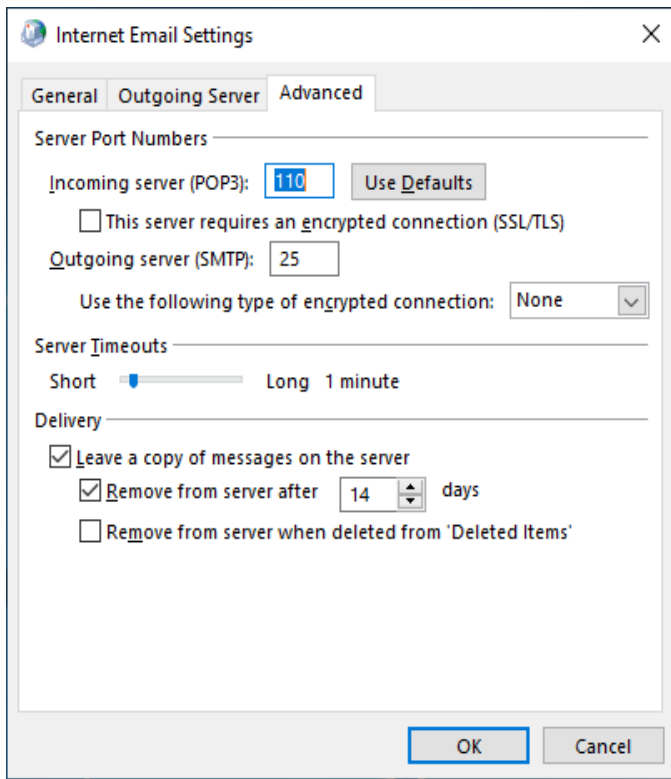 Internet Email Settings
General Outgoing Server Advanced
Server Port Numbers
Incoming server (POP3): 110 Use Defaults
This server requires an encrypted connection (SSL/TLS)
Outgoing server (SMTP): 25
Use the following type of encrypted connection: None
Server Timeouts
Short Long 1 minute
Delivery
Leave a copy of messages on the server
Remove from server after 14 days
Remove from server when deleted from 'Deleted Items'
OK Cancel